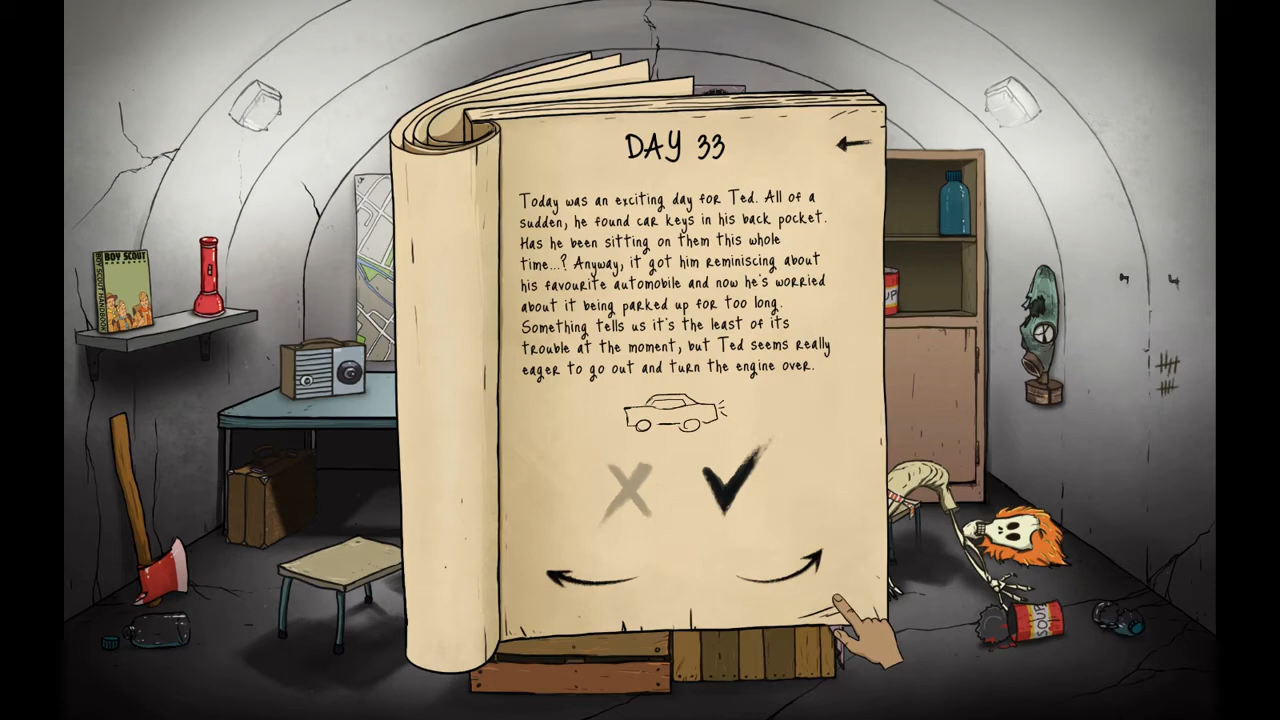 DAY 33
Today was an exciting day for Ted. All of a
sudden, he found car keys in his back pocket.
Has he been sitting on them this whole
time...? Anyway, it got him reminiscing about
his favourite automobile and now he's worried
about it being parked up for too long.
Something tells us it's the least of its
trouble at the moment, but Ted seems really
eager to go out and turn the engine over.
BOY SCOUT
BOY SCOUT HANDBOOK
UP
SOUP